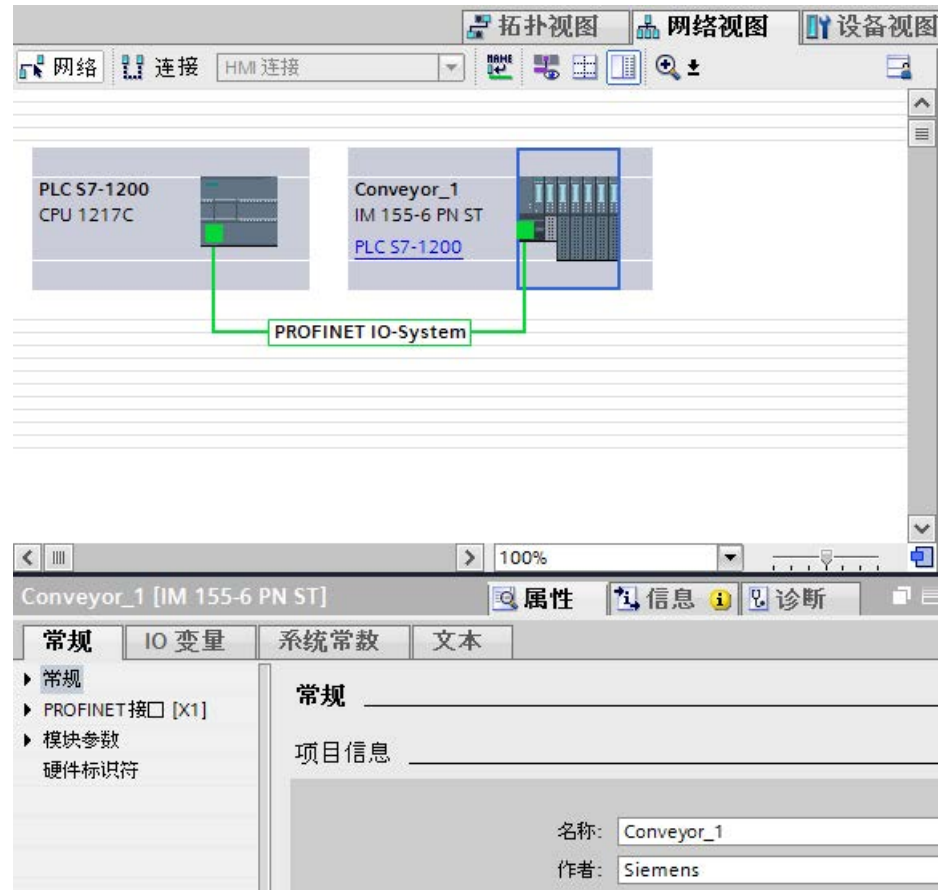 拓扑视图 网络视图 设备视图
网络 连接 HMI 连接 NAME
PLC S7-1200
CPU 1217C
Conveyor_1
IM 155-6 PN ST
PLC S7-1200
PROFINET IO-System
100%
Conveyor_1 [IM 155-6 PN ST] 属性 信息 诊断
常规 IO 变量 系统常数 文本
常规
PROFINET接口 [X1]
模块参数
硬件标识符
常规
项目信息
名称: Conveyor_1
作者: Siemens